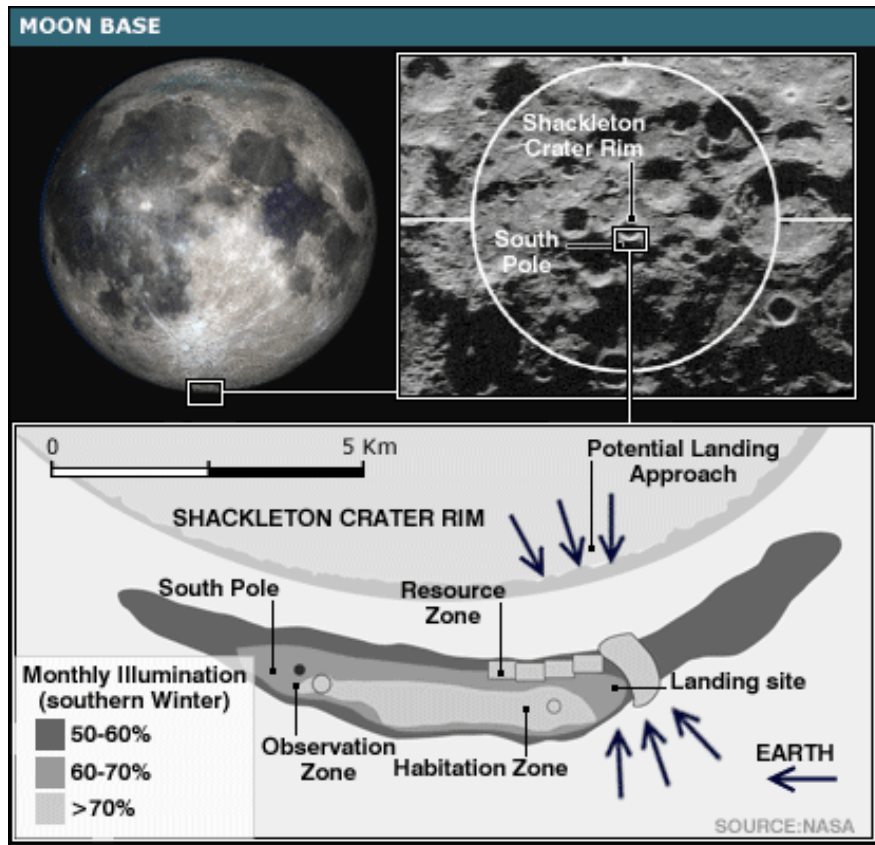 MOON BASE
Shackleton
Crater Rim
South
Pole
0
5 Km
Potential Landing
Approach
SHACKLETON CRATER RIM
South Pole
Resource
Zone
Monthly Illumination
(southern Winter)
50-60%
60-70%
>70%
Landing site
Observation
Zone
Habitation Zone
EARTH
SOURCE:NASA